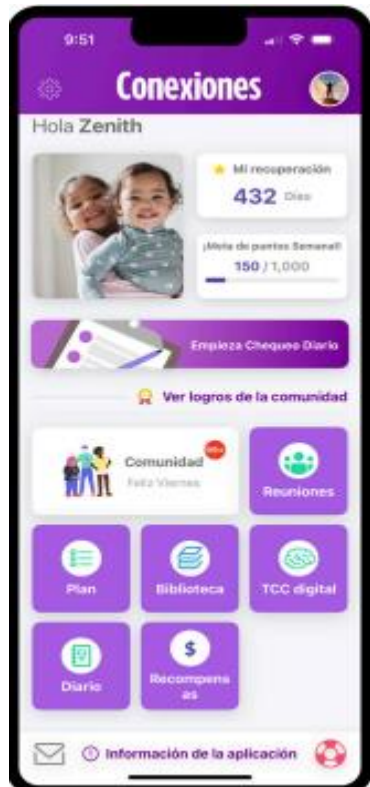 9:51
Conexiones
Hola Zenith
Mi recuperación
432 Días
¡Meta de puntos Semanal!
150 / 1,000
Empieza Chequeo Diario
Ver logros de la comunidad
Comunidad
Feliz Viernes
Reuniones
Plan
Biblioteca
TCC digital
Diario
Recompens
as
Información de la aplicación